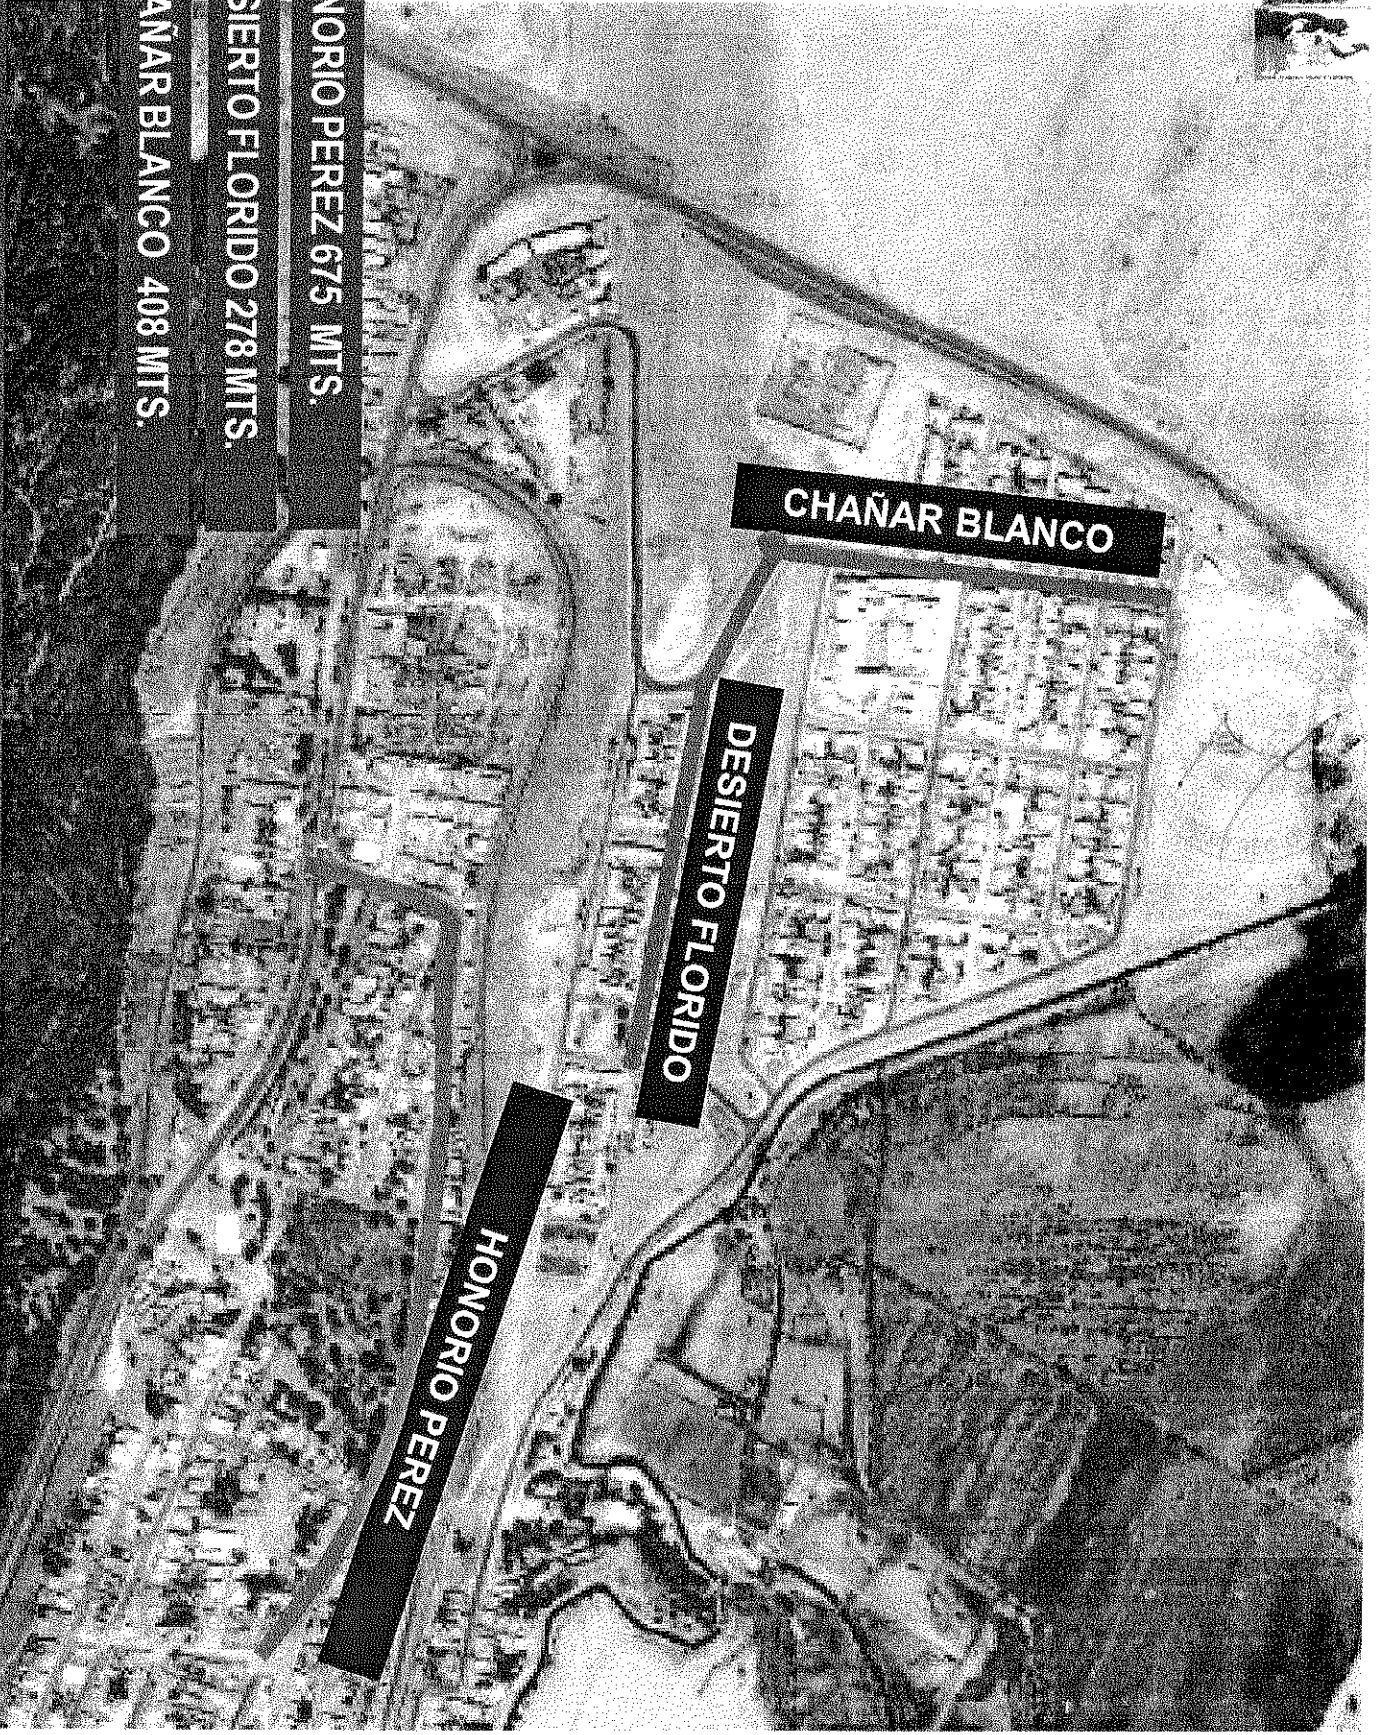 NORIO PEREZ 675 MTS.
SIERTO FLORIDO 278 MTS.
AÑAR BLANCO 408 MTS.
CHAÑAR BLANCO
DESIERTO FLORIDO
HONORIO PEREZ